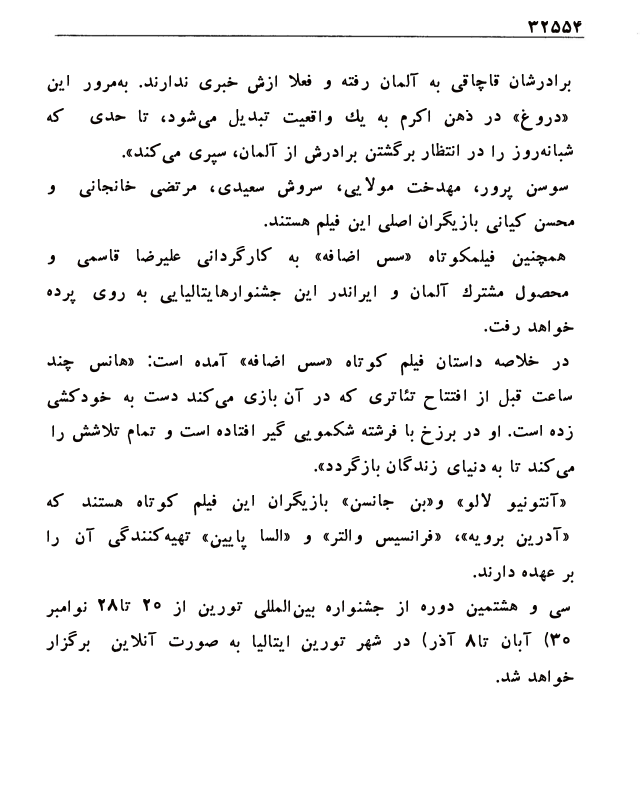 ۳۲۵۵۴
برادرشان قاچاقی به آلمان رفته و فعلا ازش خبری ندارند. به‌مرور این
«دروغ» در ذهن اکرم به یك واقعیت تبدیل می‌شود، تا حدی که
شبانه‌روز را در انتظار برگشتن برادرش از آلمان، سپری می‌کند».
سوسن پرور، مهدخت مولایی، سروش سعیدی، مرتضی خانجانی و
محسن کیانی بازیگران اصلی این فیلم هستند.
همچنین فیلمکوتاه «سس اضافه» به کارگردانی علیرضا قاسمی و
محصول مشترك آلمان و ایراندر این جشنوارهایتالیایی به روی پرده
خواهد رفت.
در خلاصه داستان فیلم کوتاه «سس اضافه» آمده است: «هانس چند
ساعت قبل از افتتاح تئاتری که در آن بازی می‌کند دست به خودکشی
زده است. او در برزخ با فرشته شکمویی گیر افتاده است و تمام تلاشش را
می‌کند تا به دنیای زندگان بازگردد».
«آنتونیو لالو» و«بن جانسن» بازیگران این فیلم کوتاه هستند که
«آدرین برویه»، «فرانسیس والتر» و «السا پایین» تهیه‌کنندگی آن را
بر عهده دارند.
سی و هشتمین دوره از جشنواره بین‌المللی تورین از ۲۰ تا۲۸ نوامبر
۳۰) آبان تا۸ آذر) در شهر تورین ایتالیا به صورت آنلاین برگزار
خواهد شد.